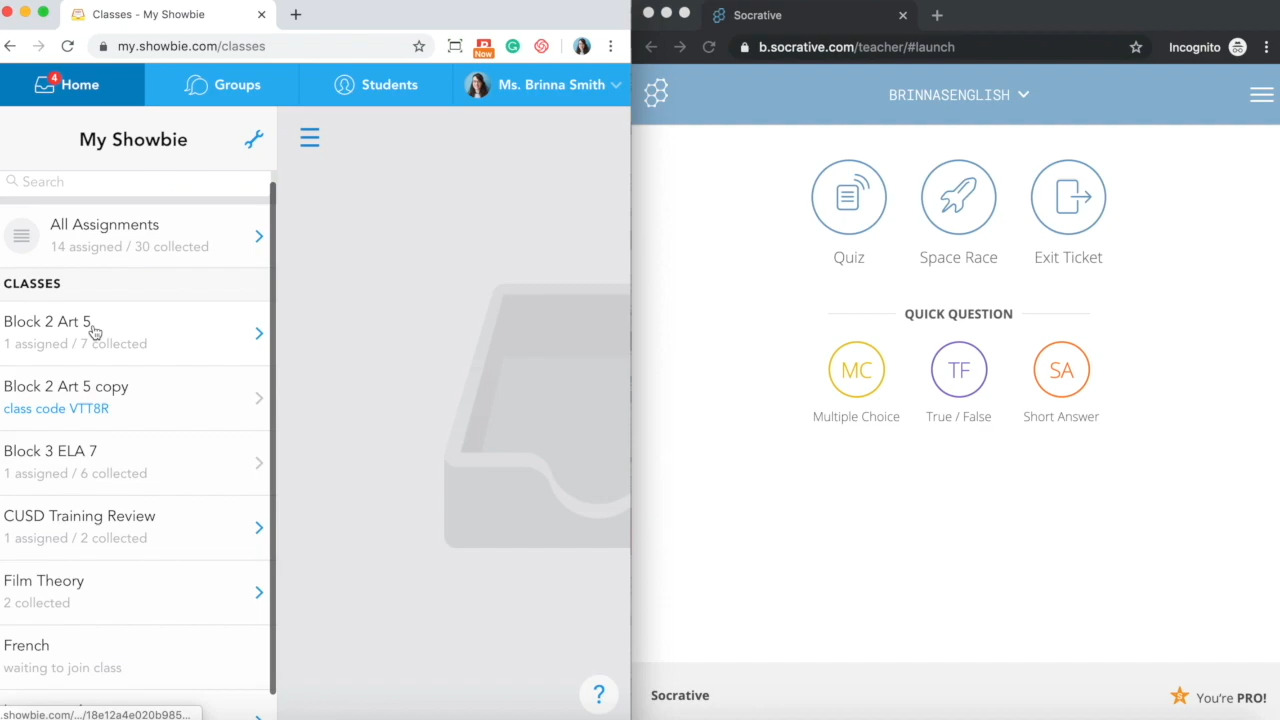 Classes - My Showbie
my.showbie.com/classes
Now
4
Home
Groups
Students
Ms. Brinna Smith
My Showbie
Search
All Assignments
14 assigned / 30 collected
CLASSES
Block 2 Art 5
1 assigned / 7 collected
Block 2 Art 5 copy
class code VTT8R
Block 3 ELA 7
1 assigned / 6 collected
CUSD Training Review
1 assigned / 2 collected
Film Theory
2 collected
French
waiting to join class
.showbie.com/.../18e12a4e020b985...
?
Socrative
b.socrative.com/teacher/#launch
Incognito
BRINNASENGLISH
Quiz
Space Race
Exit Ticket
QUICK QUESTION
MC
TF
SA
Multiple Choice
True / False
Short Answer
Socrative
You're PRO!